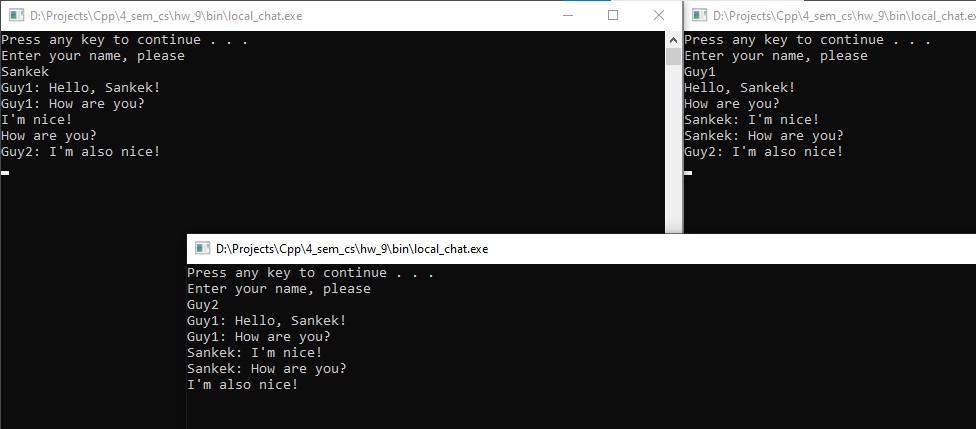 D:\Projects\Cpp\4_sem_cs\hw_9\bin\local_chat.exe
Press any key to continue . . .
Enter your name, please
Sankek
Guy1: Hello, Sankek!
Guy1: How are you?
I'm nice!
How are you?
Guy2: I'm also nice!
D:\Projects\Cpp\4_sem_cs\hw_9\bin\local_chat.exe
Press any key to continue . . .
Enter your name, please
Guy1
Hello, Sankek!
How are you?
Sankek: I'm nice!
Sankek: How are you?
Guy2: I'm also nice!
D:\Projects\Cpp\4_sem_cs\hw_9\bin\local_chat.exe
Press any key to continue . . .
Enter your name, please
Guy2
Guy1: Hello, Sankek!
Guy1: How are you?
Sankek: I'm nice!
Sankek: How are you?
I'm also nice!